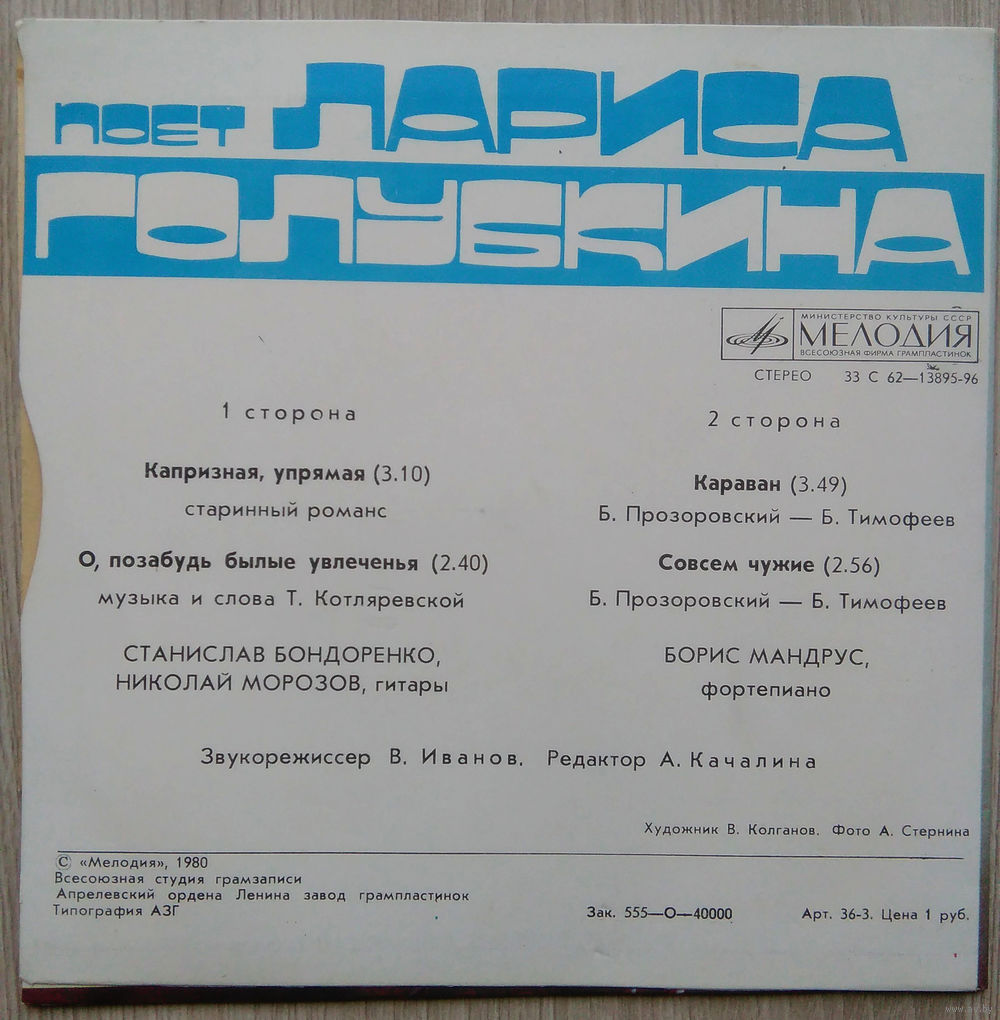 ПОЕТ ЛАРИСА
ГОЛУБКИНА
МИНИСТЕРСТВО КУЛЬТУРЫ СССР
МЕЛОДИЯ
ВСЕСОЮЗНАЯ ФИРМА ГРАМПЛАСТИНОК
СТЕРЕО 33 С 62—13895-96
1 сторона
Капризная, упрямая (3.10)
старинный романс
О, позабудь былые увлеченья (2.40)
музыка и слова Т. Котляревской
СТАНИСЛАВ БОНДОРЕНКО,
НИКОЛАЙ МОРОЗОВ, гитары
2 сторона
Караван (3.49)
Б. Прозоровский — Б. Тимофеев
Совсем чужие (2.56)
Б. Прозоровский — Б. Тимофеев
БОРИС МАНДРУС,
фортепиано
Звукорежиссер В. Иванов. Редактор А. Качалина
Художник В. Колганов. Фото А. Стернина
© «Мелодия», 1980
Всесоюзная студия грамзаписи
Апрелевский ордена Ленина завод грампластинок
Типография АЗГ
Зак. 555—О—40000 Арт. 36-3. Цена 1 руб.
www.ay.by